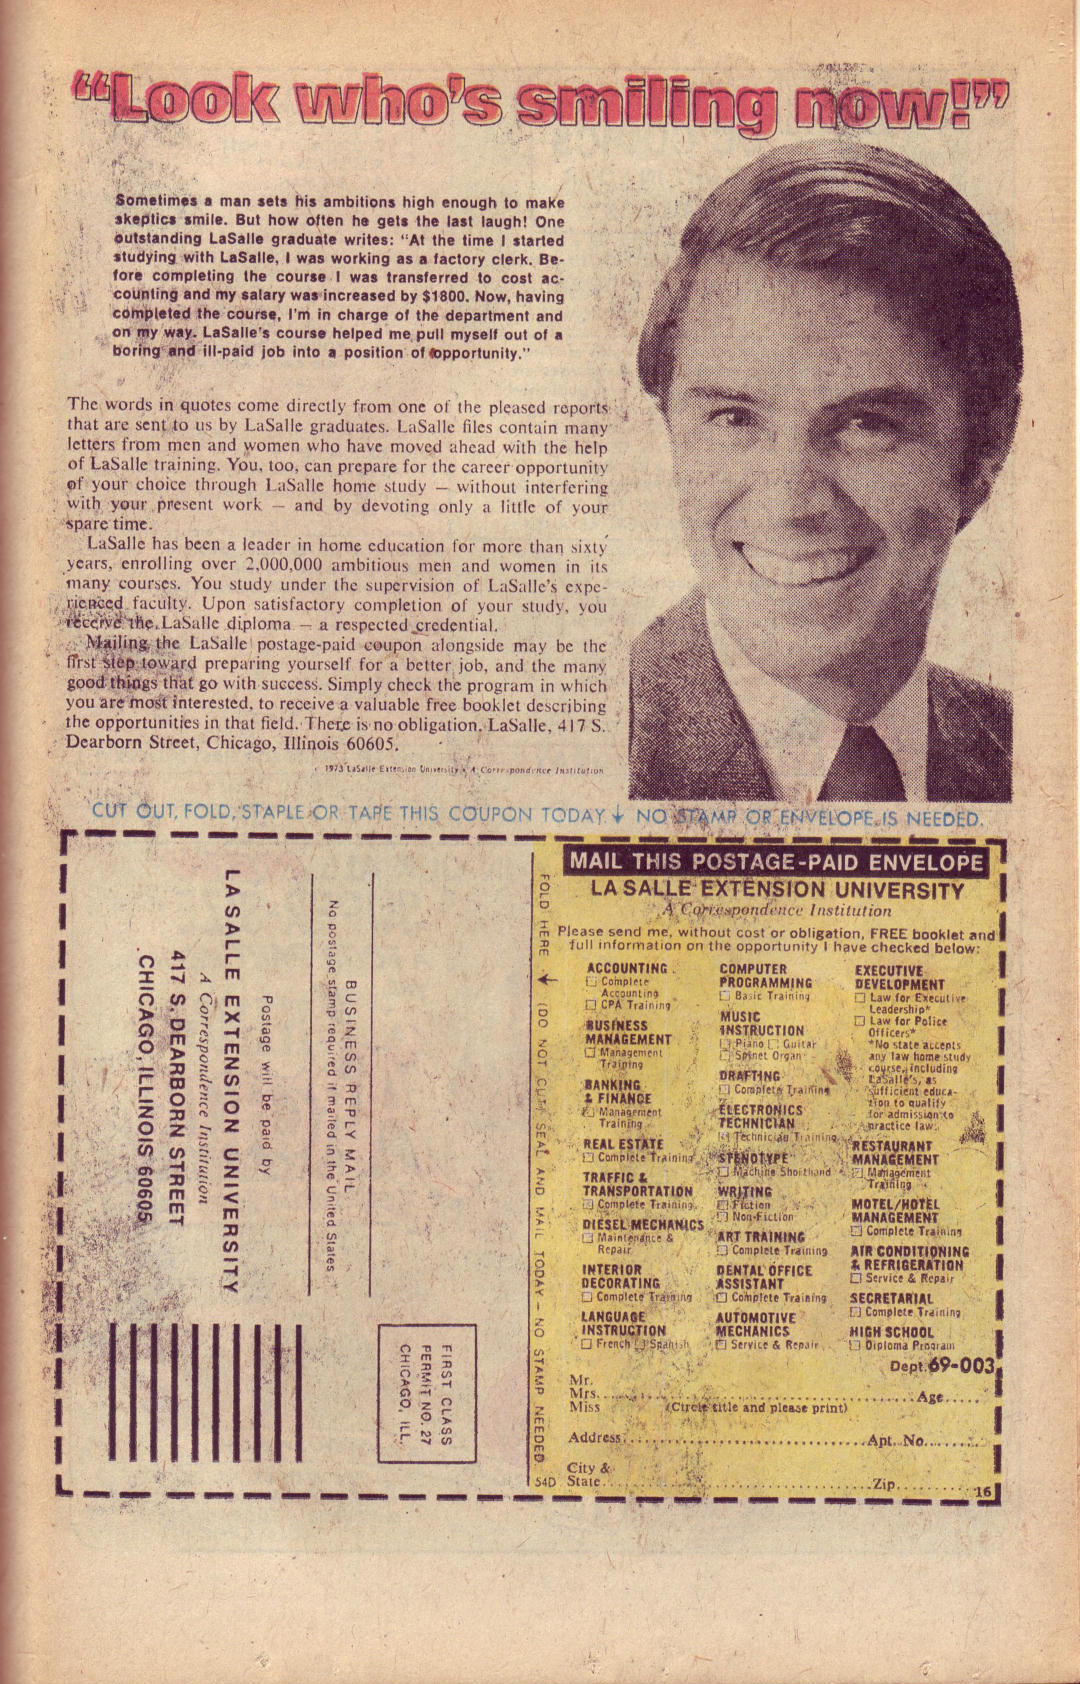 “Look who's smiling now!”
Sometimes a man sets his ambitions high enough to make
skeptics smile. But how often he gets the last laugh! One
outstanding LaSalle graduate writes: “At the time I started
studying with LaSalle, I was working as a factory clerk. Be-
fore completing the course I was transferred to cost ac-
counting and my salary was increased by $1800. Now, having
completed the course, I'm in charge of the department and
on my way. LaSalle's course helped me pull myself out of a
boring and ill-paid job into a position of opportunity.”
The words in quotes come directly from one of the pleased reports
that are sent to us by LaSalle graduates. LaSalle files contain many
letters from men and women who have moved ahead with the help
of LaSalle training. You, too, can prepare for the career opportunity
of your choice through LaSalle home study — without interfering
with your present work — and by devoting only a little of your
spare time.
LaSalle has been a leader in home education for more than sixty
years, enrolling over 2,000,000 ambitious men and women in its
many courses. You study under the supervision of LaSalle's expe-
rienced faculty. Upon satisfactory completion of your study, you
receive the LaSalle diploma — a respected credential.
Mailing the LaSalle postage-paid coupon alongside may be the
first step toward preparing yourself for a better job, and the many
good things that go with success. Simply check the program in which
you are most interested, to receive a valuable free booklet describing
the opportunities in that field. There is no obligation. LaSalle, 417 S.
Dearborn Street, Chicago, Illinois 60605.
1973 LaSalle Extension University • A Correspondence Institution
CUT OUT, FOLD, STAPLE OR TAPE THIS COUPON TODAY ↓ NO STAMP OR ENVELOPE IS NEEDED.
FIRST CLASS
PERMIT NO. 27
CHICAGO, ILL.
BUSINESS REPLY MAIL
No postage stamp required if mailed in the United States
Postage will be paid by
LA SALLE EXTENSION UNIVERSITY
A Correspondence Institution
417 S. DEARBORN STREET
CHICAGO, ILLINOIS 60605
FOLD HERE ↓ (DO NOT CUT) SEAL AND MAIL TODAY — NO STAMP NEEDED
54D
MAIL THIS POSTAGE-PAID ENVELOPE
LA SALLE EXTENSION UNIVERSITY
A Correspondence Institution
Please send me, without cost or obligation, FREE booklet and
full information on the opportunity I have checked below:
ACCOUNTING
☐ Complete
Accounting
☐ CPA Training
BUSINESS
MANAGEMENT
☐ Management
Training
BANKING
& FINANCE
☐ Management
Training
REAL ESTATE
☐ Complete Training
TRAFFIC &
TRANSPORTATION
☐ Complete Training
DIESEL MECHANICS
☐ Maintenance &
Repair
INTERIOR
DECORATING
☐ Complete Training
LANGUAGE
INSTRUCTION
☐ French ☐ Spanish
COMPUTER
PROGRAMMING
☐ Basic Training
MUSIC
INSTRUCTION
☐ Piano ☐ Guitar
☐ Spinet Organ
DRAFTING
☐ Complete Training
ELECTRONICS
TECHNICIAN
☐ Technician Training
STENOTYPE
☐ Machine Shorthand
WRITING
☐ Fiction
☐ Non-Fiction
ART TRAINING
☐ Complete Training
DENTAL OFFICE
ASSISTANT
☐ Complete Training
AUTOMOTIVE
MECHANICS
☐ Service & Repair
EXECUTIVE
DEVELOPMENT
☐ Law for Executive
Leadership*
☐ Law for Police
Officers*
*No state accepts
any law home study
course, including
LaSalle's, as
sufficient educa-
tion to qualify
for admission to
practice law.
RESTAURANT
MANAGEMENT
☐ Management
Training
MOTEL/HOTEL
MANAGEMENT
☐ Complete Training
AIR CONDITIONING
& REFRIGERATION
☐ Service & Repair
SECRETARIAL
☐ Complete Training
HIGH SCHOOL
☐ Diploma Program
Dept. 69-003
Mr.
Mrs. Age
Miss (Circle title and please print)
Address Apt. No.
City &
State Zip
16